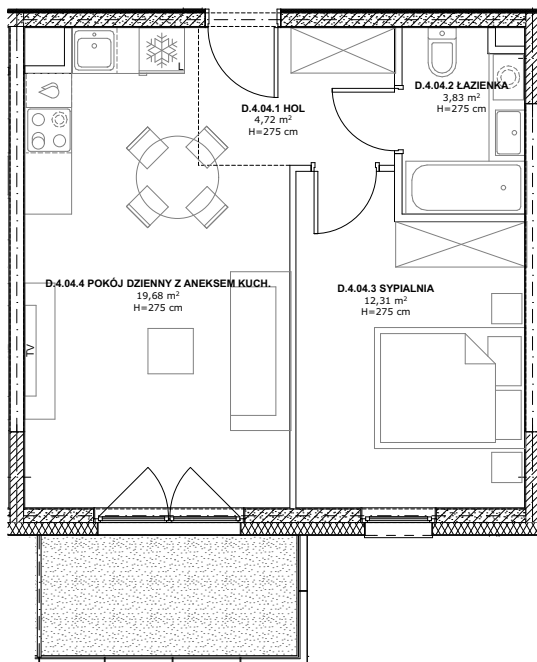 D.4.04.1 HOL
4,72 m²
H=275 cm
D.4.04.2 ŁAZIENKA
3,83 m²
H=275 cm
D.4.04.4 POKÓJ DZIENNY Z ANEKSEM KUCH.
19,68 m²
H=275 cm
D.4.04.3 SYPIALNIA
12,31 m²
H=275 cm
TV
L